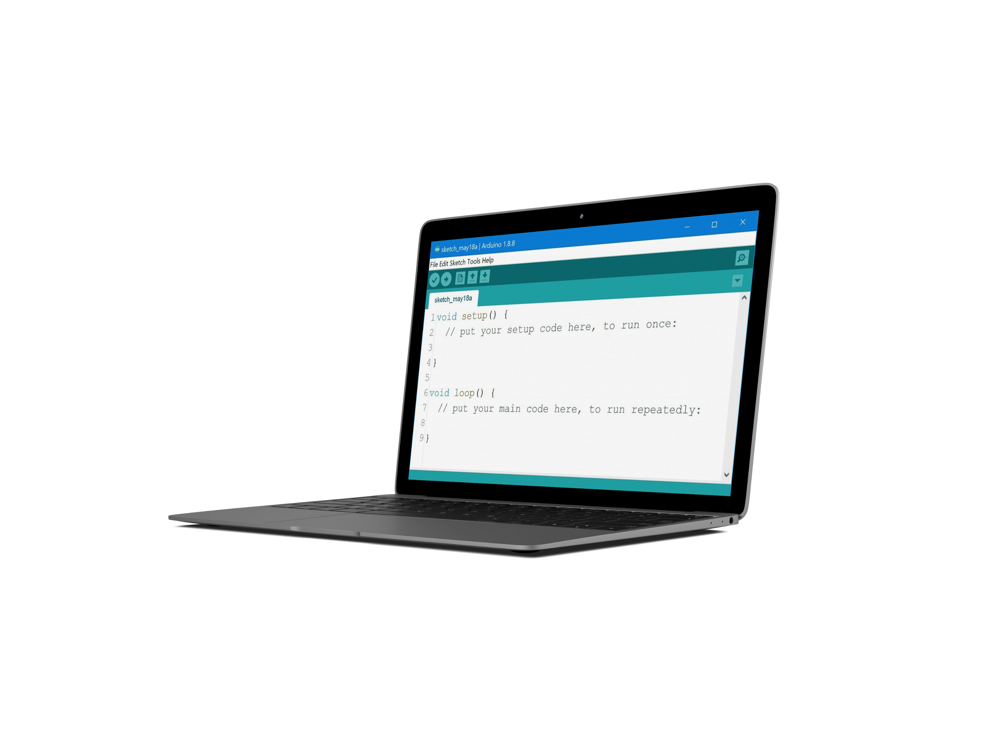 sketch_may18a | Arduino 1.8.8
File Edit Sketch Tools Help
sketch_may18a
1 void setup() {
2 // put your setup code here, to run once:
3
4 }
5
6 void loop() {
7 // put your main code here, to run repeatedly:
8
9 }